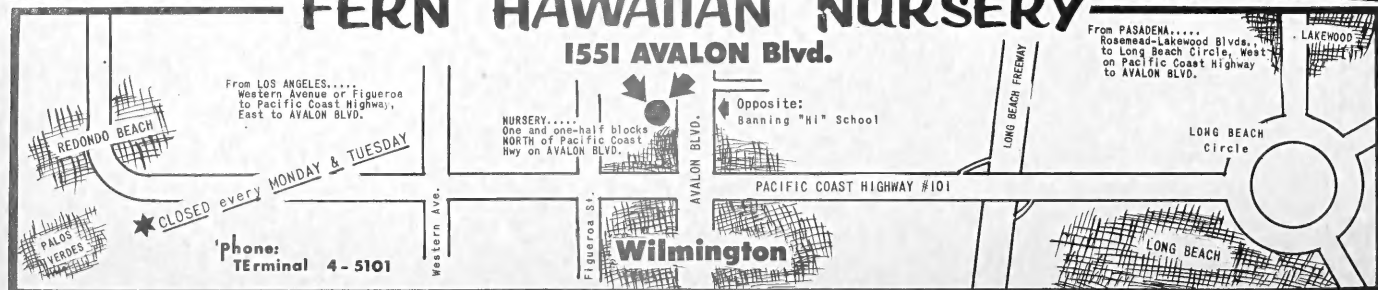 FERN HAWAIIAN NURSERY
1551 AVALON Blvd.
From LOS ANGELES.....
Western Avenue or Figueroa
to Pacific Coast Highway,
East to AVALON BLVD.
NURSERY.....
One and one-half blocks
NORTH of Pacific Coast
Hwy on AVALON BLVD.
Opposite:
Banning "Hi" School
From PASADENA.....
Rosemead-Lakewood Blvds.,
to Long Beach Circle, West
on Pacific Coast Highway
to AVALON BLVD.
LAKEWOOD
REDONDO BEACH
PALOS
VERDES
★ CLOSED every MONDAY & TUESDAY
'phone:
TErminal 4-5101
Western Ave.
Figueroa St.
AVALON BLVD.
Wilmington
PACIFIC COAST HIGHWAY #101
LONG BEACH FREEWAY
LONG BEACH
Circle
LONG BEACH